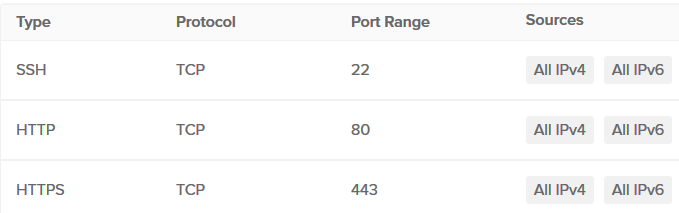 Type Protocol Port Range Sources
SSH TCP 22 All IPv4 All IPv6
HTTP TCP 80 All IPv4 All IPv6
HTTPS TCP 443 All IPv4 All IPv6